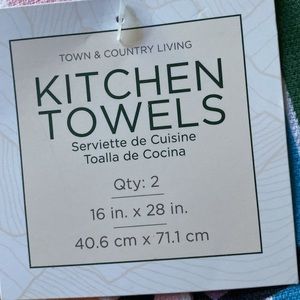 TOWN & COUNTRY LIVING
KITCHEN
TOWELS
Serviette de Cuisine
Toalla de Cocina
Qty: 2
16 in. x 28 in.
40.6 cm x 71.1 cm